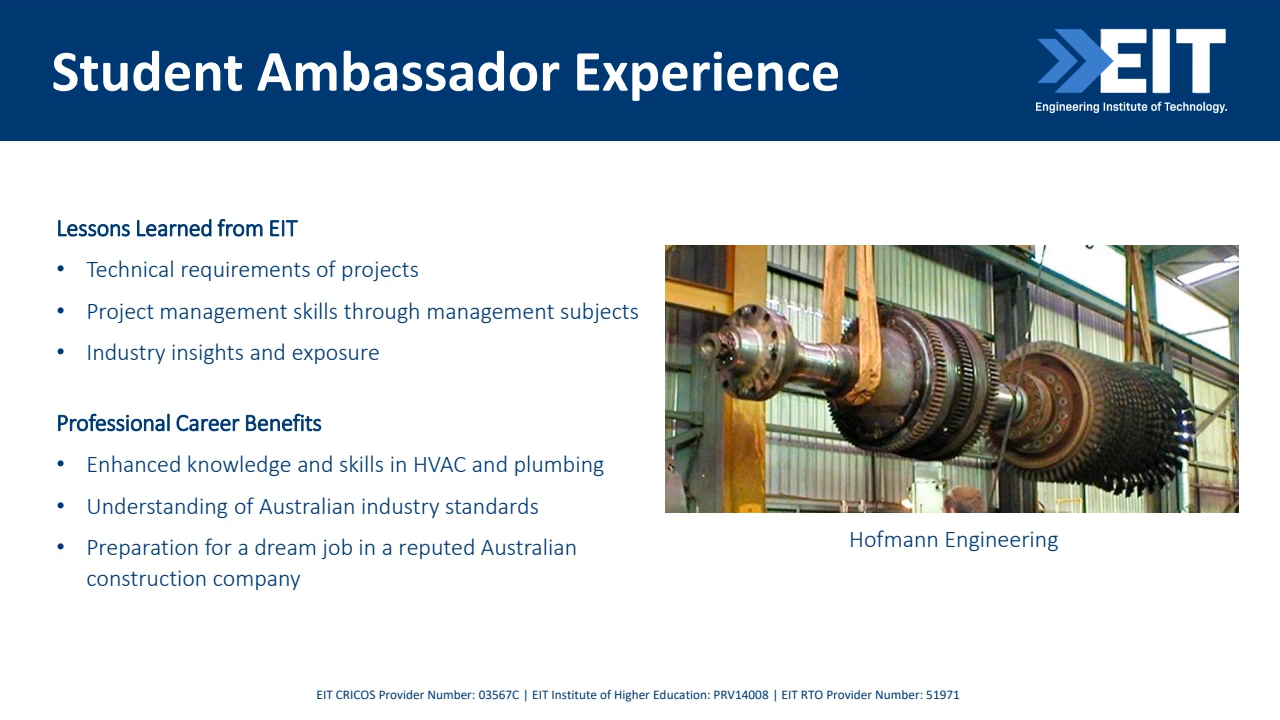 Student Ambassador Experience
EIT
Engineering Institute of Technology.
Lessons Learned from EIT
• Technical requirements of projects
• Project management skills through management subjects
• Industry insights and exposure
Professional Career Benefits
• Enhanced knowledge and skills in HVAC and plumbing
• Understanding of Australian industry standards
• Preparation for a dream job in a reputed Australian
construction company
Hofmann Engineering
EIT CRICOS Provider Number: 03567C | EIT Institute of Higher Education: PRV14008 | EIT RTO Provider Number: 51971